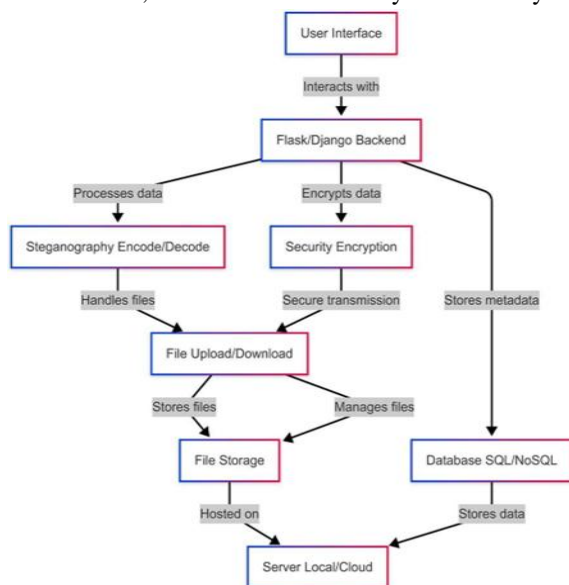 User Interface
Interacts with
Flask/Django Backend
Processes data
Encrypts data
Steganography Encode/Decode
Security Encryption
Handles files
Secure transmission
Stores metadata
File Upload/Download
Stores files
Manages files
File Storage
Database SQL/NoSQL
Hosted on
Stores data
Server Local/Cloud